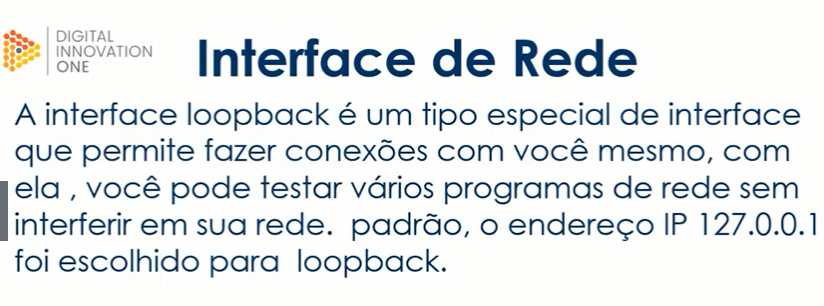 DIGITAL
INNOVATION
ONE
Interface de Rede
A interface loopback é um tipo especial de interface
que permite fazer conexões com você mesmo, com
ela , você pode testar vários programas de rede sem
interferir em sua rede.  padrão, o endereço IP 127.0.0.1
foi escolhido para  loopback.